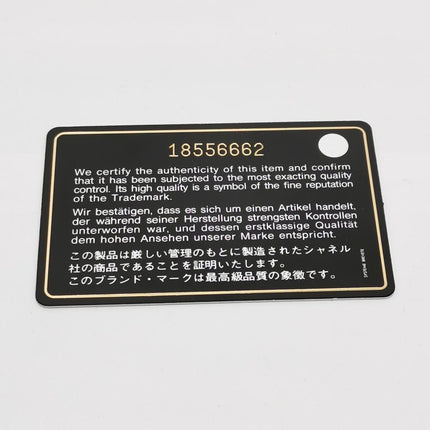 18556662
We certify the authenticity of this item and confirm
that it has been subjected to the most exacting quality
control. Its high quality is a symbol of the fine reputation
of the Trademark.
Wir bestätigen, dass es sich um einen Artikel handelt,
der während seiner Herstellung strengsten Kontrollen
unterworfen war, und dessen erstklassige Qualität
dem hohen Ansehen unserer Marke entspricht.
この製品は厳しい管理のもとに製造されたシャネル
社の商品であることを証明いたします。
このブランド・マークは最高級品質の象徴です。